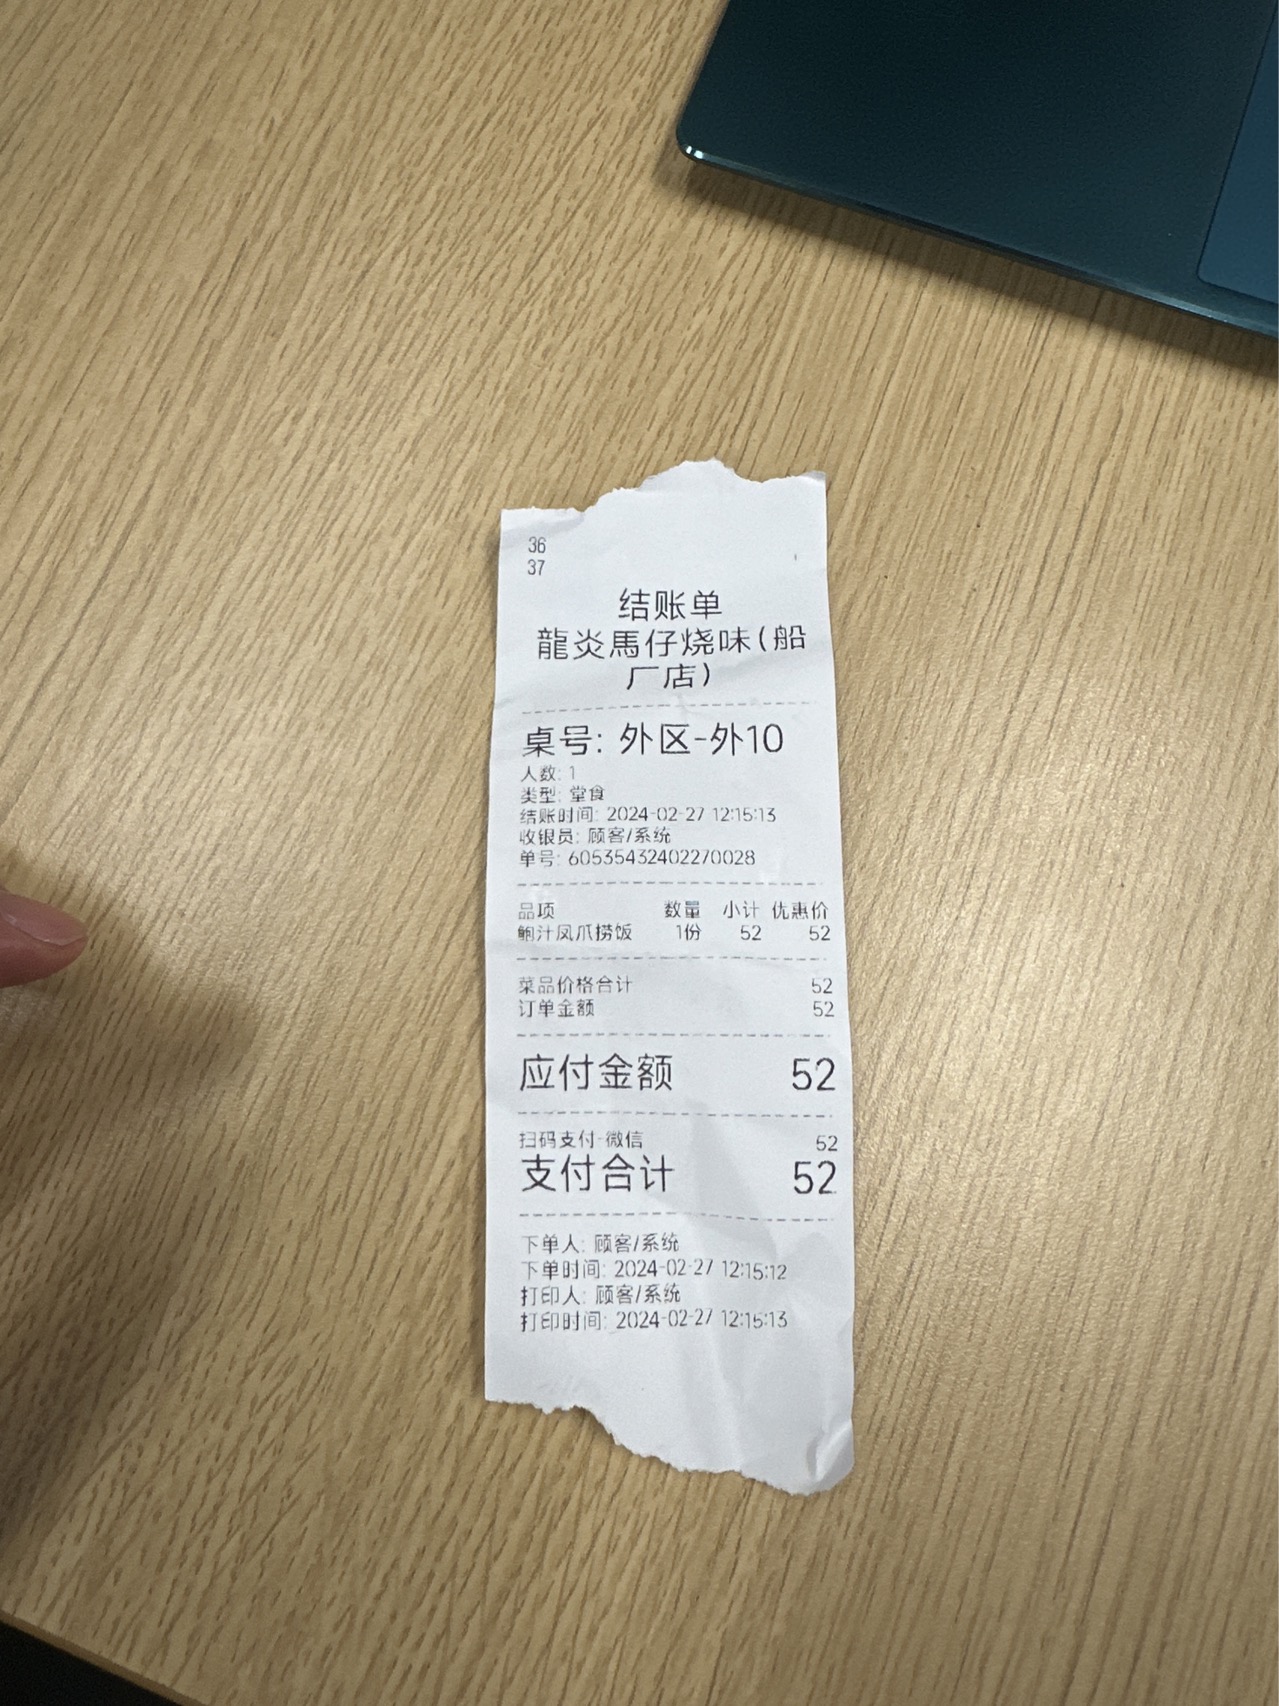 36
37
结账单
龍炎馬仔烧味(船
厂店)
桌号: 外区-外10
人数: 1
类型: 堂食
结账时间: 2024-02-27 12:15:13
收银员: 顾客/系统
单号: 605354432402270028
品项 数量 小计 优惠价
鲍汁凤爪捞饭 1份 52 52
菜品价格合计 52
订单金额 52
应付金额 52
扫码支付-微信 52
支付合计 52
下单人: 顾客/系统
下单时间: 2024-02-27 12:15:12
打印人: 顾客/系统
打印时间: 2024-02-27 12:15:13